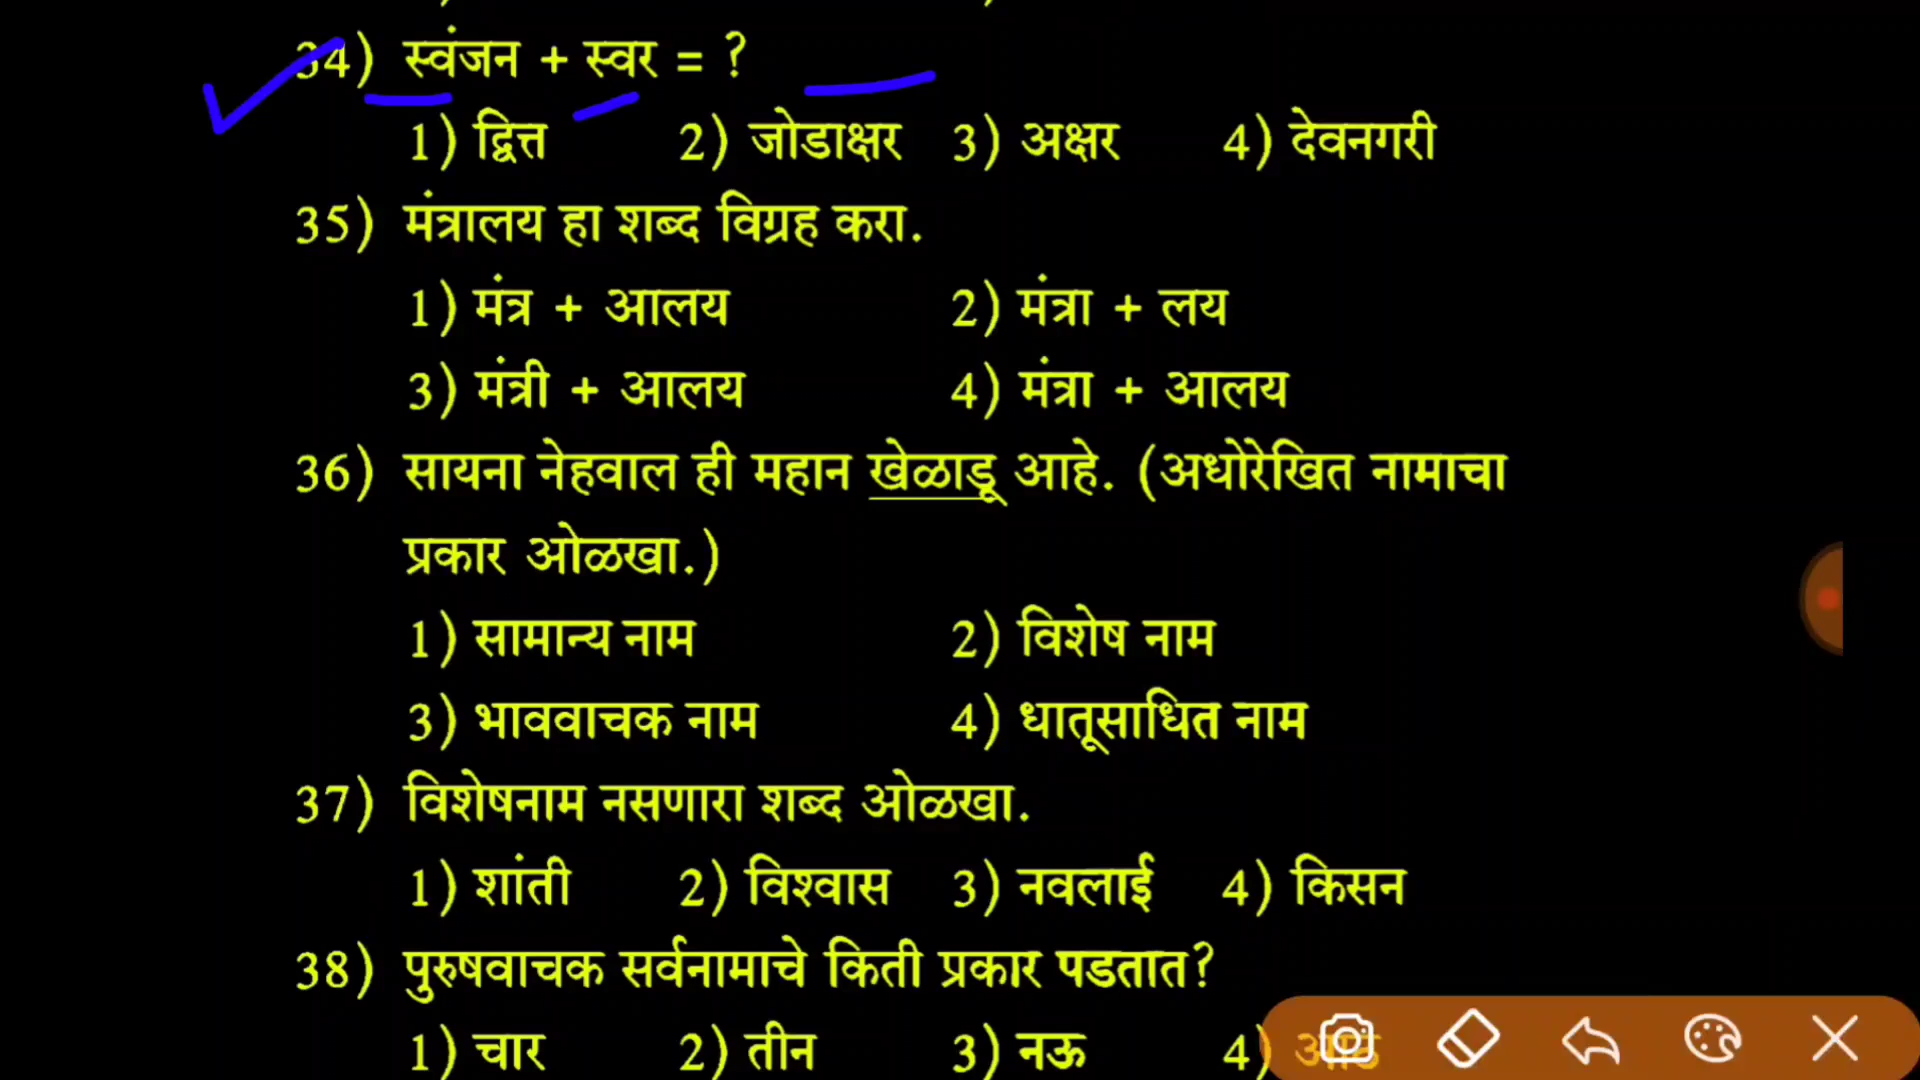 34) स्वंजन + स्वर = ?
1) द्वित्त 2) जोडाक्षर 3) अक्षर 4) देवनगरी
35) मंत्रालय हा शब्द विग्रह करा.
1) मंत्र + आलय 2) मंत्रा + लय
3) मंत्री + आलय 4) मंत्रा + आलय
36) सायना नेहवाल ही महान खेळाडू आहे. (अधोरेखित नामाचा
प्रकार ओळखा.)
1) सामान्य नाम 2) विशेष नाम
3) भाववाचक नाम 4) धातूसाधित नाम
37) विशेषनाम नसणारा शब्द ओळखा.
1) शांती 2) विश्वास 3) नवलाई 4) किसन
38) पुरुषवाचक सर्वनामाचे किती प्रकार पडतात?
1) चार 2) तीन 3) नऊ 4)